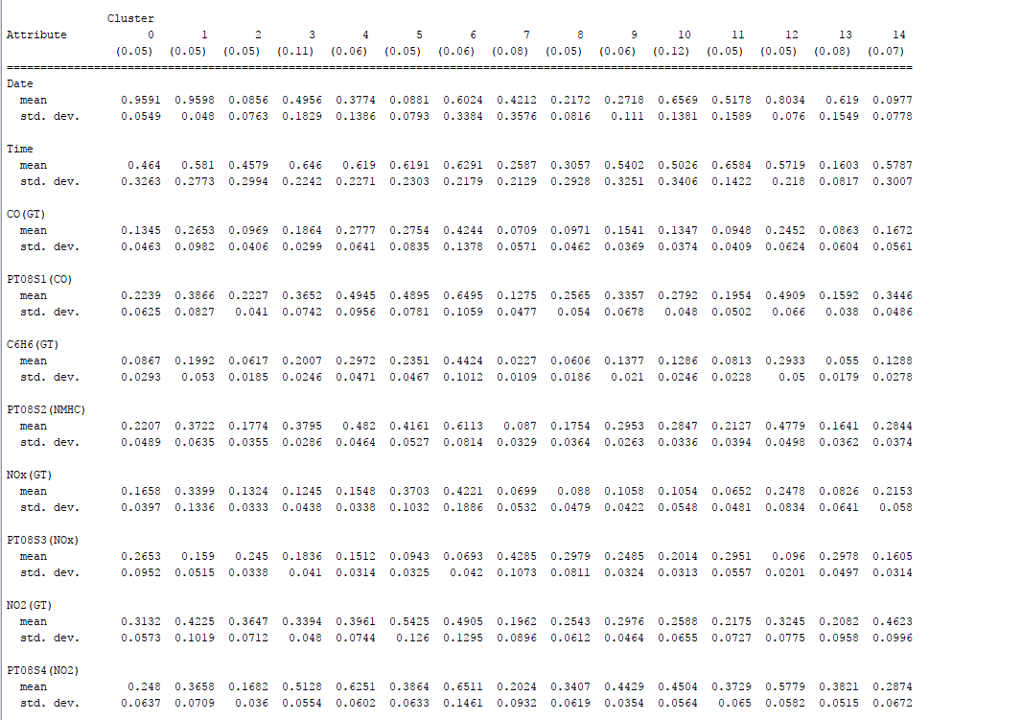 Cluster
Attribute 0 1 2 3 4 5 6 7 8 9 10 11 12 13 14
(0.05) (0.05) (0.05) (0.11) (0.06) (0.05) (0.06) (0.08) (0.05) (0.06) (0.12) (0.05) (0.05) (0.08) (0.07)
Date
mean 0.9591 0.9598 0.0856 0.4956 0.3774 0.0881 0.6024 0.4212 0.2172 0.2718 0.6569 0.5178 0.8034 0.619 0.0977
std. dev. 0.0549 0.048 0.0763 0.1829 0.1386 0.0793 0.3384 0.3576 0.0816 0.111 0.1381 0.1589 0.076 0.1549 0.0778
Time
mean 0.464 0.581 0.4579 0.646 0.619 0.6191 0.6291 0.2587 0.3057 0.5402 0.5026 0.6584 0.5719 0.1603 0.5787
std. dev. 0.3263 0.2773 0.2994 0.2242 0.2271 0.2303 0.2179 0.2129 0.2928 0.3251 0.3406 0.1422 0.218 0.0817 0.3007
CO(GT)
mean 0.1345 0.2653 0.0969 0.1864 0.2777 0.2754 0.4244 0.0709 0.0971 0.1541 0.1347 0.0948 0.2452 0.0863 0.1672
std. dev. 0.0463 0.0982 0.0406 0.0299 0.0641 0.0835 0.1378 0.0571 0.0462 0.0369 0.0374 0.0409 0.0624 0.0604 0.0561
PT08S1(CO)
mean 0.2239 0.3866 0.2227 0.3652 0.4945 0.4895 0.6495 0.1275 0.2565 0.3357 0.2792 0.1954 0.4909 0.1592 0.3446
std. dev. 0.0625 0.0827 0.041 0.0742 0.0956 0.0781 0.1059 0.0477 0.054 0.0678 0.048 0.0502 0.066 0.038 0.0486
C6H6(GT)
mean 0.0867 0.1992 0.0617 0.2007 0.2972 0.2351 0.4424 0.0227 0.0606 0.1377 0.1286 0.0813 0.2933 0.055 0.1288
std. dev. 0.0293 0.053 0.0185 0.0246 0.0471 0.0467 0.1012 0.0109 0.0186 0.021 0.0246 0.0228 0.05 0.0179 0.0278
PT08S2(NMHC)
mean 0.2207 0.3722 0.1774 0.3795 0.482 0.4161 0.6113 0.087 0.1754 0.2953 0.2847 0.2127 0.4779 0.1641 0.2844
std. dev. 0.0489 0.0635 0.0355 0.0286 0.0464 0.0527 0.0814 0.0329 0.0364 0.0263 0.0336 0.0394 0.0498 0.0362 0.0374
NOx(GT)
mean 0.1658 0.3399 0.1324 0.1245 0.1548 0.3703 0.4221 0.0699 0.088 0.1058 0.1054 0.0652 0.2478 0.0826 0.2153
std. dev. 0.0397 0.1336 0.0333 0.0438 0.0338 0.1032 0.1886 0.0532 0.0479 0.0422 0.0548 0.0481 0.0834 0.0641 0.058
PT08S3(NOx)
mean 0.2653 0.159 0.245 0.1836 0.1512 0.0943 0.0693 0.4285 0.2979 0.2485 0.2014 0.2951 0.096 0.2978 0.1605
std. dev. 0.0952 0.0515 0.0338 0.041 0.0314 0.0325 0.042 0.1073 0.0811 0.0324 0.0313 0.0557 0.0201 0.0497 0.0314
NO2(GT)
mean 0.3132 0.4225 0.3647 0.3394 0.3961 0.5425 0.4905 0.1962 0.2543 0.2976 0.2588 0.2175 0.3245 0.2082 0.4623
std. dev. 0.0573 0.1019 0.0712 0.048 0.0744 0.126 0.1295 0.0896 0.0612 0.0464 0.0655 0.0727 0.0775 0.0958 0.0996
PT08S4(NO2)
mean 0.248 0.3658 0.1682 0.5128 0.6251 0.3864 0.6511 0.2024 0.3407 0.4429 0.4504 0.3729 0.5779 0.3821 0.2874
std. dev. 0.0637 0.0709 0.036 0.0554 0.0602 0.0633 0.1461 0.0932 0.0619 0.0354 0.0564 0.065 0.0582 0.0515 0.0672